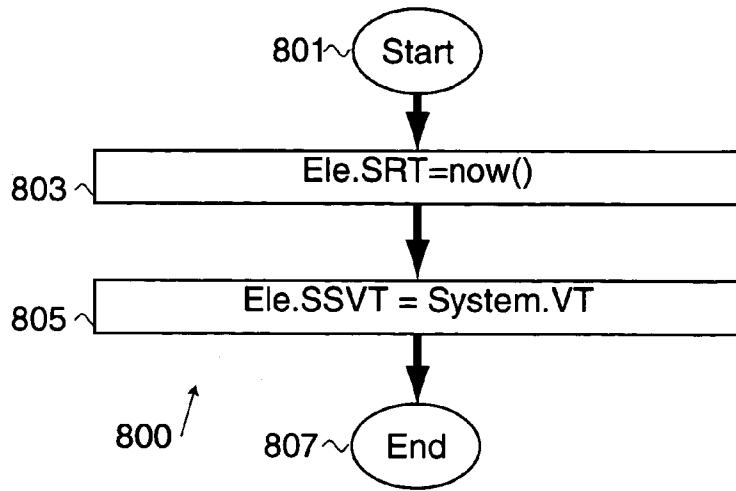 801 Start
Ele.SRT=now()
803
Ele.SSVT = System.VT
805
800
807 End